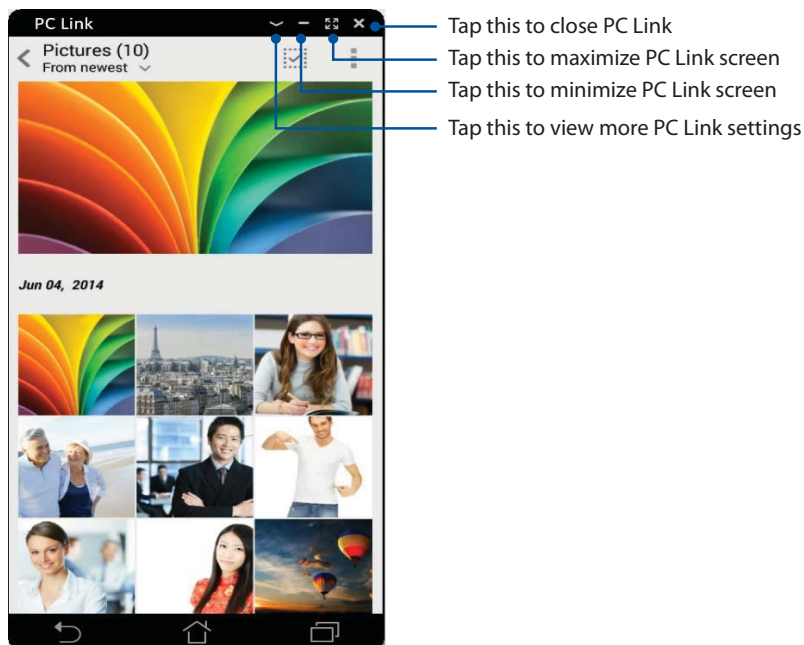 PC Link
Tap this to close PC Link
Pictures (10)
From newest
Tap this to maximize PC Link screen
Tap this to minimize PC Link screen
Tap this to view more PC Link settings
Jun 04, 2014